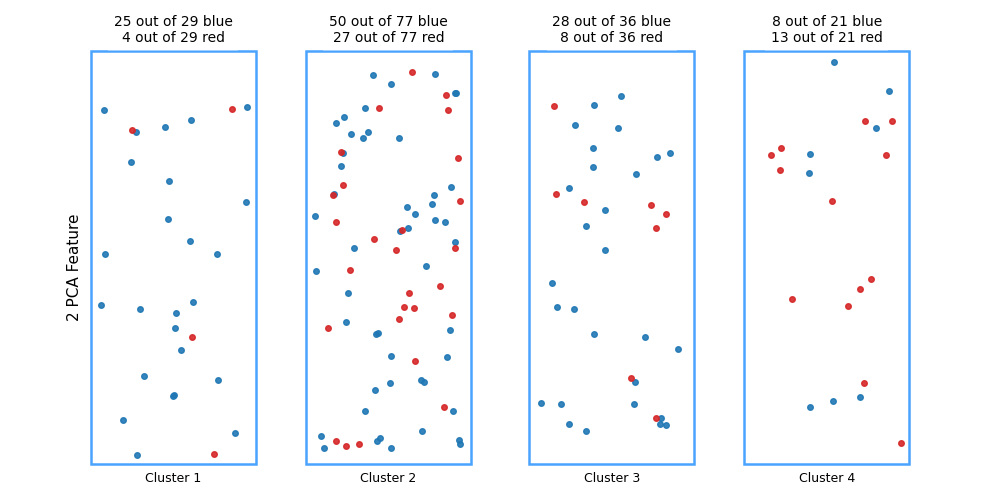 25 out of 29 blue
4 out of 29 red
50 out of 77 blue
27 out of 77 red
28 out of 36 blue
8 out of 36 red
8 out of 21 blue
13 out of 21 red
2 PCA Feature
Cluster 1
Cluster 2
Cluster 3
Cluster 4